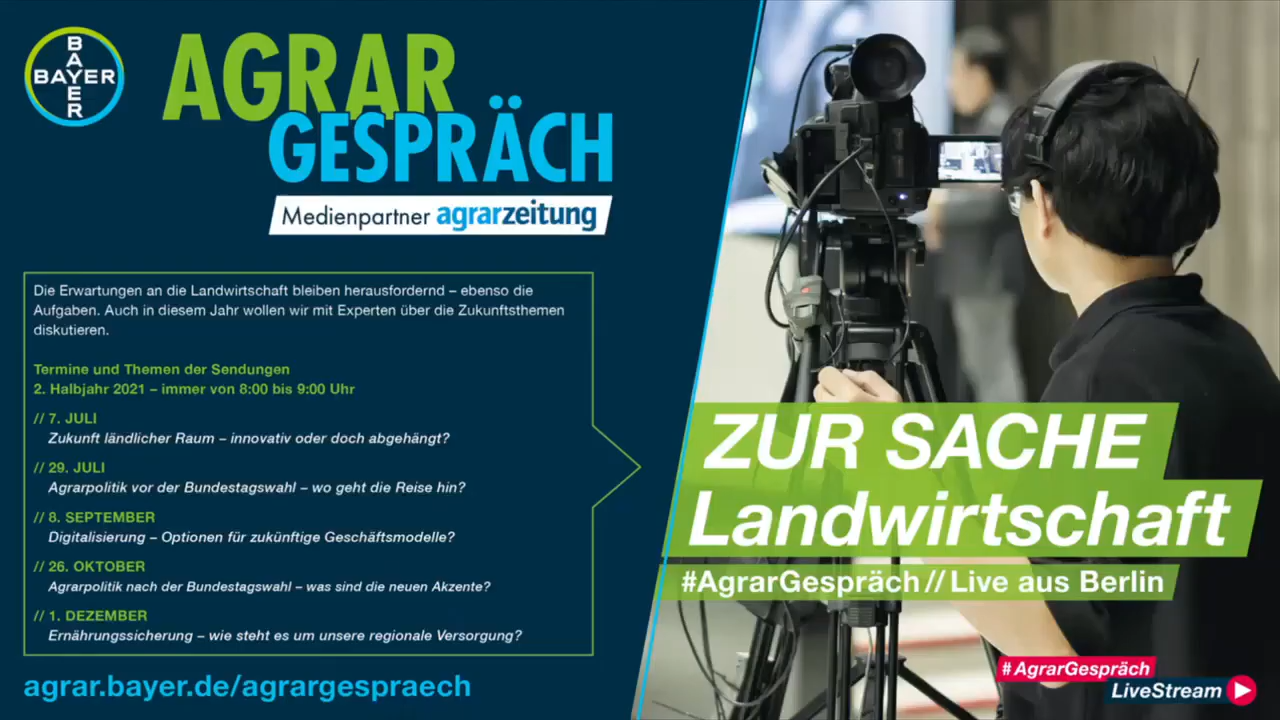 BAYER
BAYER
AGRAR
GESPRÄCH
Medienpartner agrarzeitung
Die Erwartungen an die Landwirtschaft bleiben herausfordernd – ebenso die
Aufgaben. Auch in diesem Jahr wollen wir mit Experten über die Zukunftsthemen
diskutieren.
Termine und Themen der Sendungen
2. Halbjahr 2021 – immer von 8:00 bis 9:00 Uhr
// 7. JULI
Zukunft ländlicher Raum – innovativ oder doch abgehängt?
// 29. JULI
Agrarpolitik vor der Bundestagswahl – wo geht die Reise hin?
// 8. SEPTEMBER
Digitalisierung – Optionen für zukünftige Geschäftsmodelle?
// 26. OKTOBER
Agrarpolitik nach der Bundestagswahl – was sind die neuen Akzente?
// 1. DEZEMBER
Ernährungssicherung – wie steht es um unsere regionale Versorgung?
agrar.bayer.de/agrargespraech
ZUR SACHE
Landwirtschaft
#AgrarGespräch // Live aus Berlin
# AgrarGespräch
LiveStream